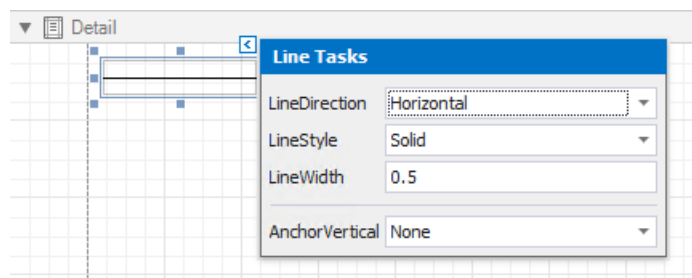 Detail
Line Tasks
LineDirection Horizontal
LineStyle Solid
LineWidth 0.5
AnchorVertical None